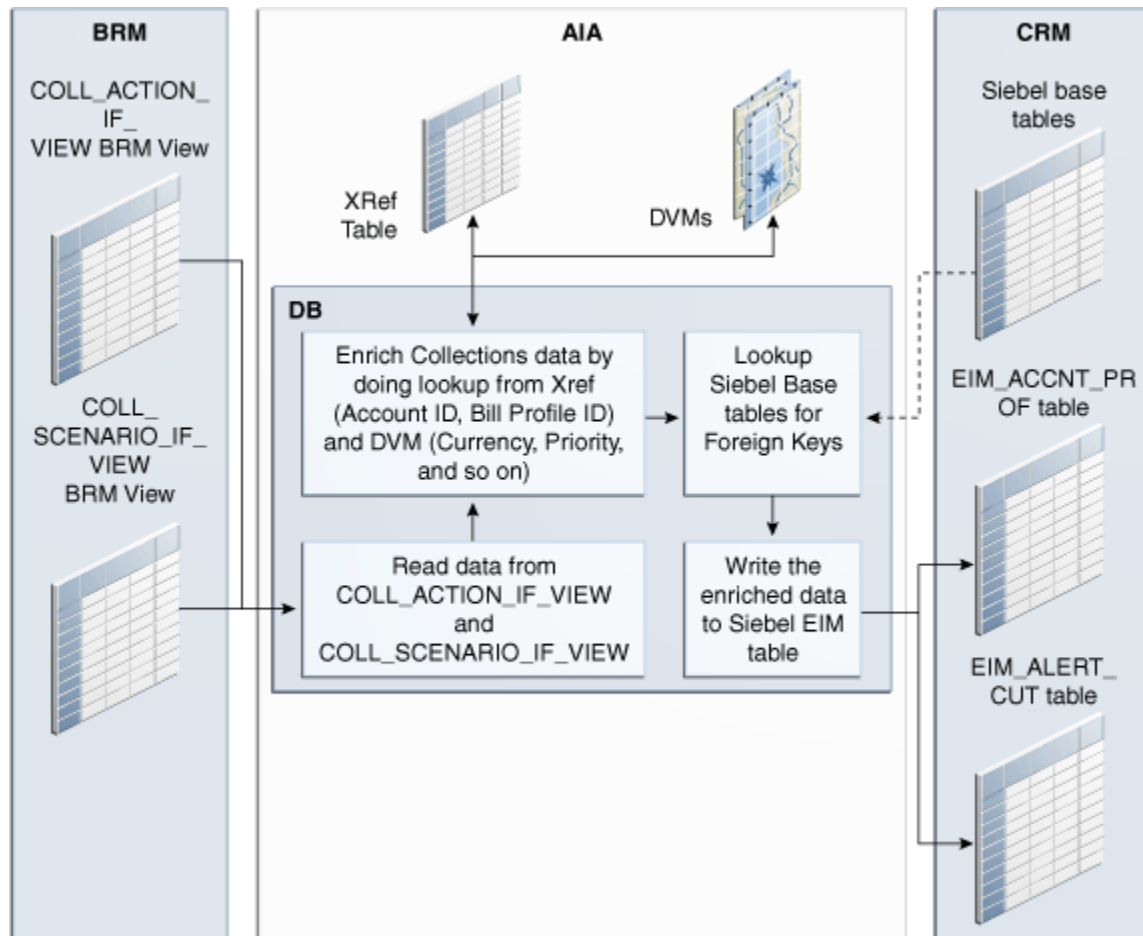 BRM
COLL_ACTION_
IF_
VIEW BRM View
COLL_
SCENARIO_IF_
VIEW
BRM View
AIA
XRef
Table
DVMs
DB
Enrich Collections data by
doing lookup from Xref
(Account ID, Bill Profile ID)
and DVM (Currency, Priority,
and so on)
Lookup
Siebel Base
tables for
Foreign Keys
Read data from
COLL_ACTION_IF_VIEW
and
COLL_SCENARIO_IF_VIEW
Write the
enriched data
to Siebel EIM
table
CRM
Siebel base
tables
EIM_ACCNT_PR
OF table
EIM_ALERT_
CUT table